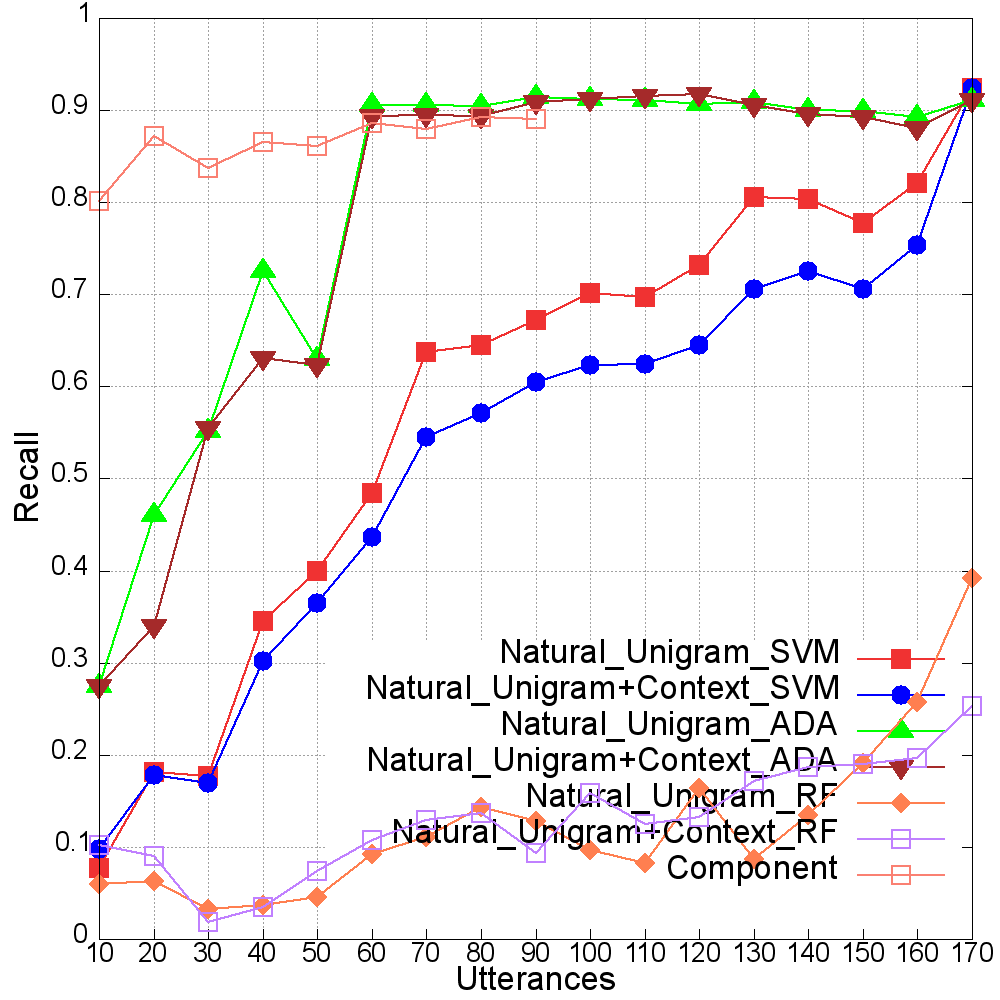 1
0.9
0.8
0.7
0.6
0.5
0.4
0.3
0.2
0.1
0
Recall
Natural_Unigram_SVM
Natural_Unigram+Context_SVM
Natural_Unigram_ADA
Natural_Unigram+Context_ADA
Natural_Unigram_RF
Natural_Unigram+Context_RF
Component
10 20 30 40 50 60 70 80 90 100 110 120 130 140 150 160 170
Utterances